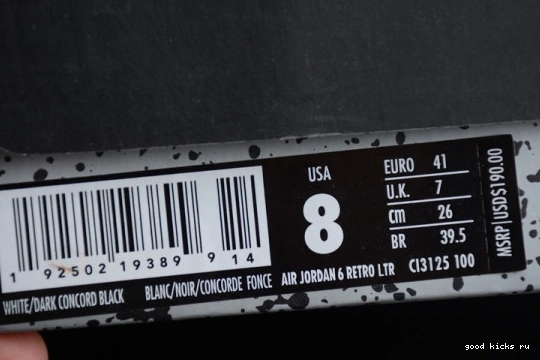 USA
8
EURO 41
U.K. 7
cm 26
BR 39.5
MSRP|USD$190.00
1 92502 19389 9 14
WHITE/DARK CONCORD BLACK BLANC/NOIR/CONCORDE FONCE AIR JORDAN 6 RETRO LTR CI3125 100
good kicks ru